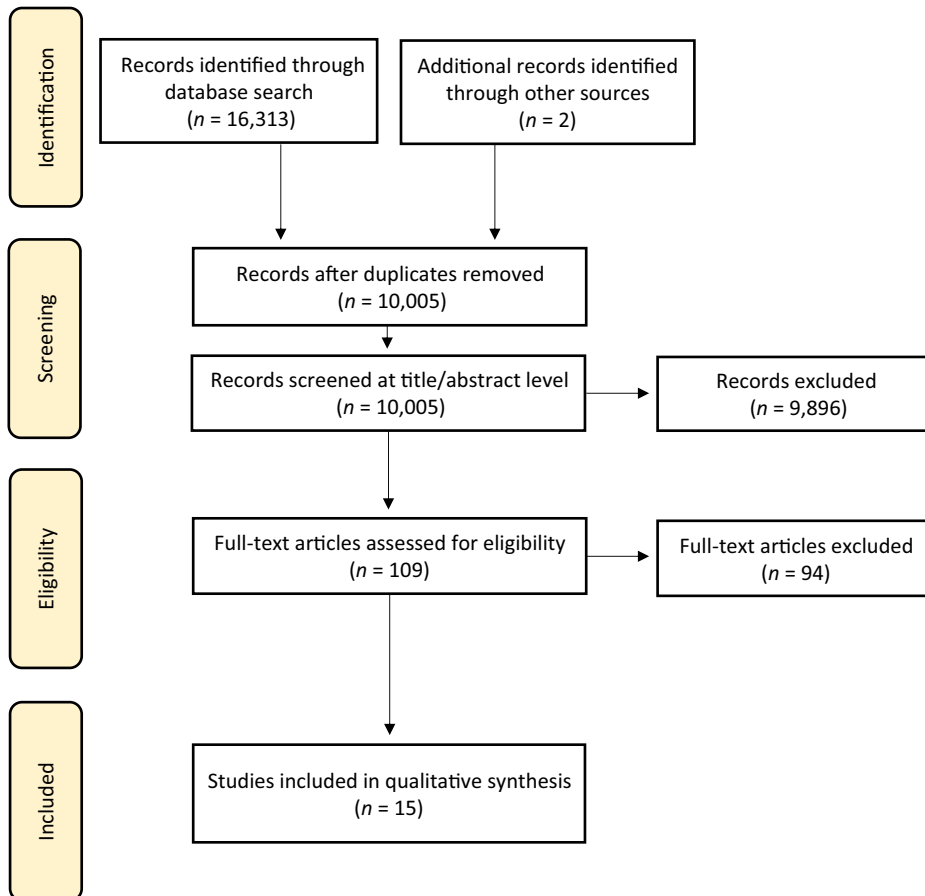 Identification
Records identified through
database search
(n = 16,313)
Additional records identified
through other sources
(n = 2)
Screening
Records after duplicates removed
(n = 10,005)
Records screened at title/abstract level
(n = 10,005)
Records excluded
(n = 9,896)
Eligibility
Full-text articles assessed for eligibility
(n = 109)
Full-text articles excluded
(n = 94)
Included
Studies included in qualitative synthesis
(n = 15)